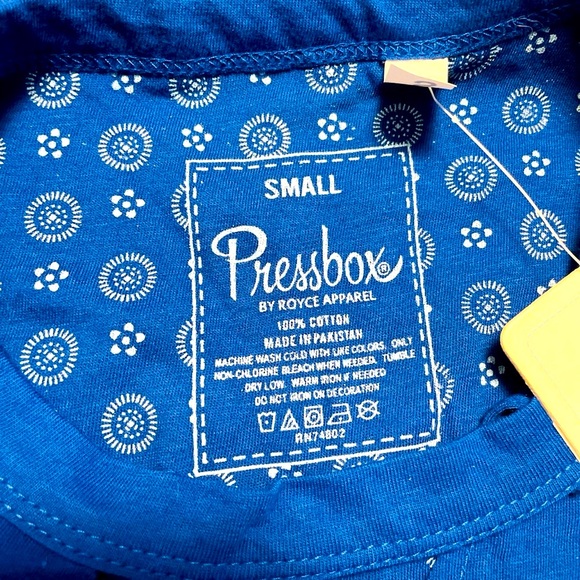 SMALL
Pressbox®
BY ROYCE APPAREL
100% COTTON
MADE IN PAKISTAN
MACHINE WASH COLD WITH LIKE COLORS. ONLY
NON-CHLORINE BLEACH WHEN NEEDED. TUMBLE
DRY LOW. WARM IRON IF NEEDED
DO NOT IRON ON DECORATION
RN74802